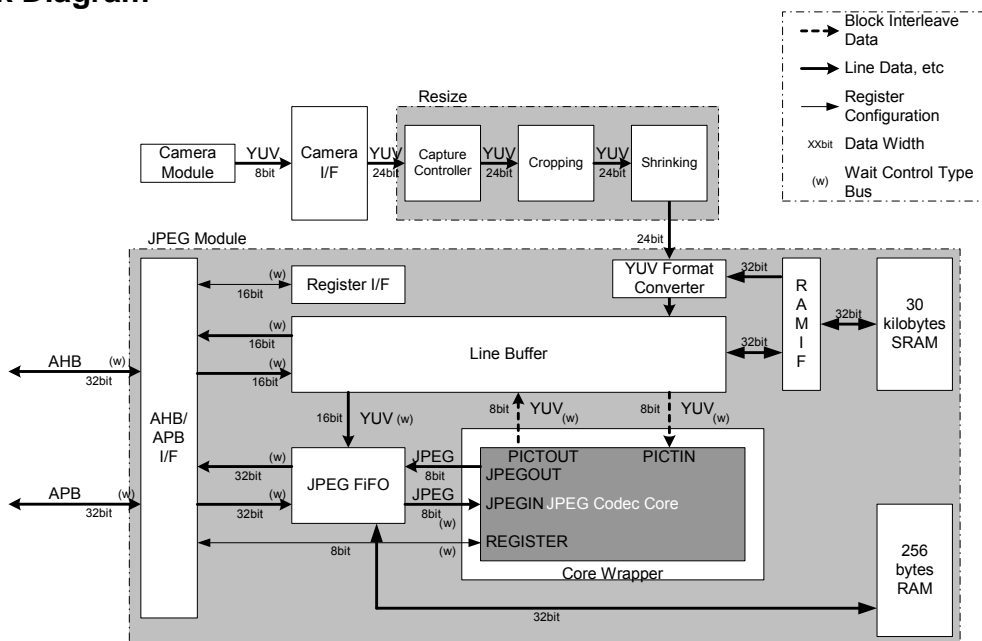 Diagram
Block Interleave
Data
Line Data, etc
Register
Configuration
XXbit Data Width
(w) Wait Control Type
Bus
Resize
Camera
Module
YUV
8bit
Camera
I/F
YUV
24bit
Capture
Controller
YUV
24bit
Cropping
YUV
24bit
Shrinking
24bit
JPEG Module
YUV Format
Converter
32bit
R
A
M
I
F
32bit
30
kilobytes
SRAM
(w)
16bit
Register I/F
(w)
16bit
(w)
16bit
Line Buffer
32bit
AHB (w)
32bit
AHB/
APB
I/F
16bit YUV (w)
8bit YUV (w)
8bit YUV (w)
APB (w)
32bit
(w)
32bit
(w)
32bit
JPEG FiFO
JPEG
8bit
JPEG
8bit
(w)
PICTOUT
PICTIN
JPEGOUT
JPEGIN JPEG Codec Core
REGISTER
8bit (w)
Core Wrapper
32bit
256
bytes
RAM